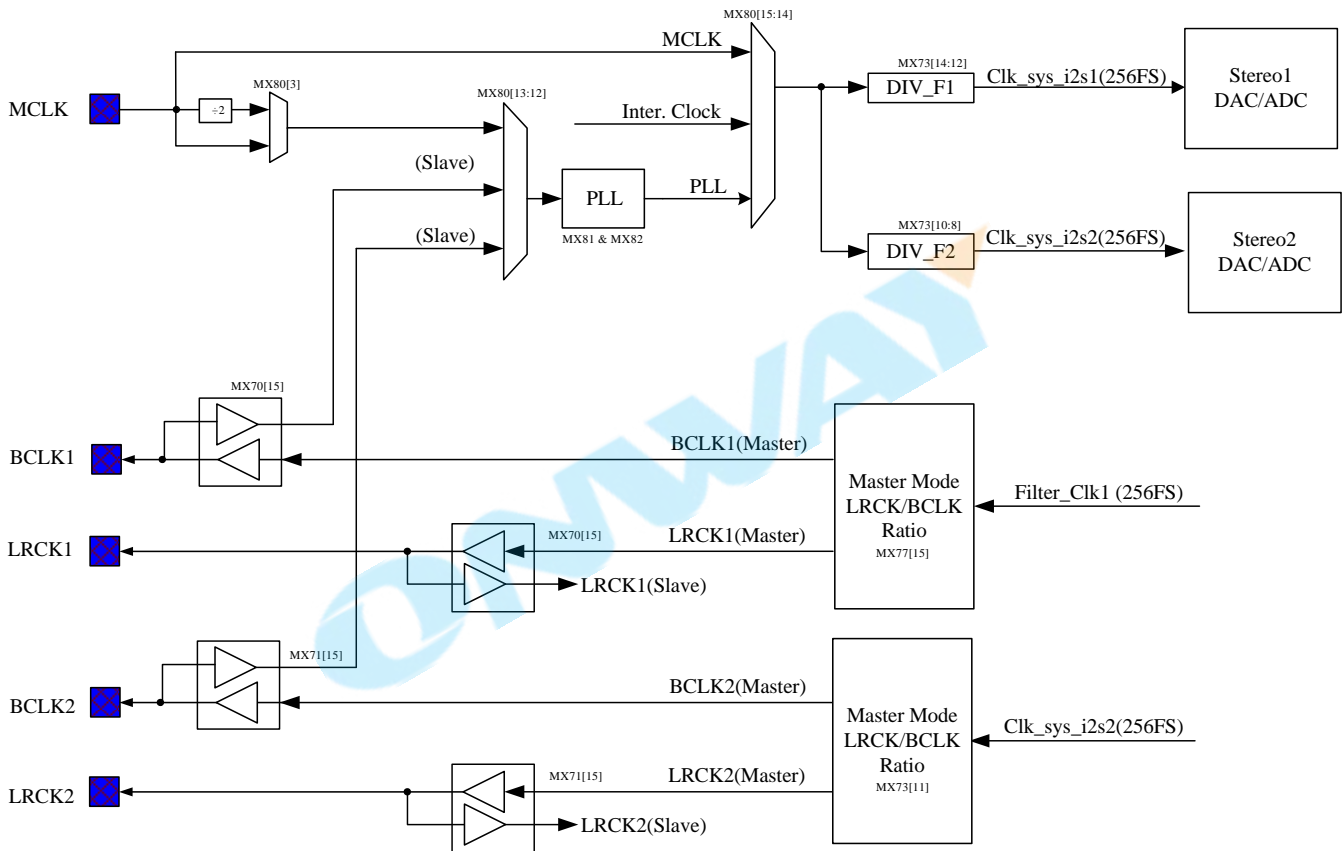 MX80[15:14]
MCLK
MX73[14:12]
MX80[3]
MX80[13:12]
MCLK
÷2
DIV_F1
Clk_sys_i2s1(256FS)
Stereo1
DAC/ADC
Inter. Clock
(Slave)
PLL
PLL
MX81 & MX82
(Slave)
MX73[10:8]
DIV_F2
Clk_sys_i2s2(256FS)
Stereo2
DAC/ADC
ONWAY
MX70[15]
BCLK1
BCLK1(Master)
Master Mode
LRCK/BCLK
Ratio
MX77[15]
Filter_Clk1 (256FS)
LRCK1
MX70[15]
LRCK1(Master)
LRCK1(Slave)
MX71[15]
BCLK2
BCLK2(Master)
Master Mode
LRCK/BCLK
Ratio
MX73[11]
Clk_sys_i2s2(256FS)
LRCK2
MX71[15]
LRCK2(Master)
LRCK2(Slave)